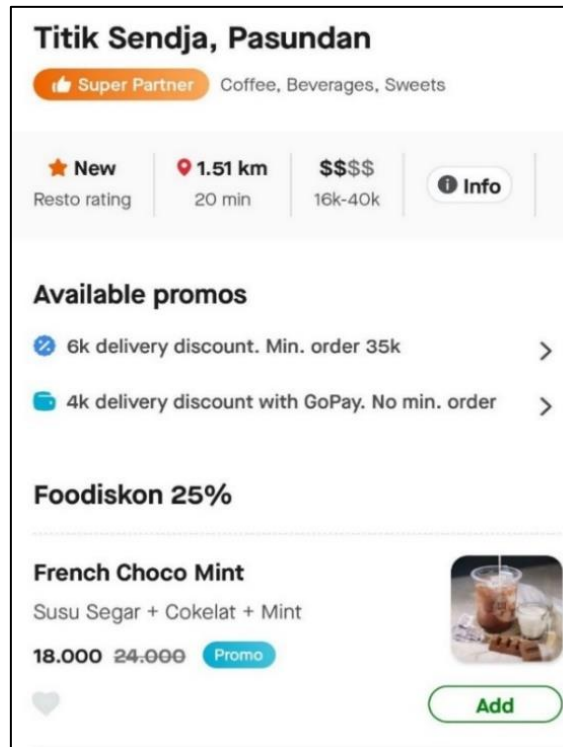 Titik Sendja, Pasundan
Super Partner Coffee, Beverages, Sweets
New 1.51 km $$$$ Info
Resto rating 20 min 16k-40k
Available promos
6k delivery discount. Min. order 35k
4k delivery discount with GoPay. No min. order
Foodiskon 25%
French Choco Mint
Susu Segar + Cokelat + Mint
18.000 24.000 Promo
Add